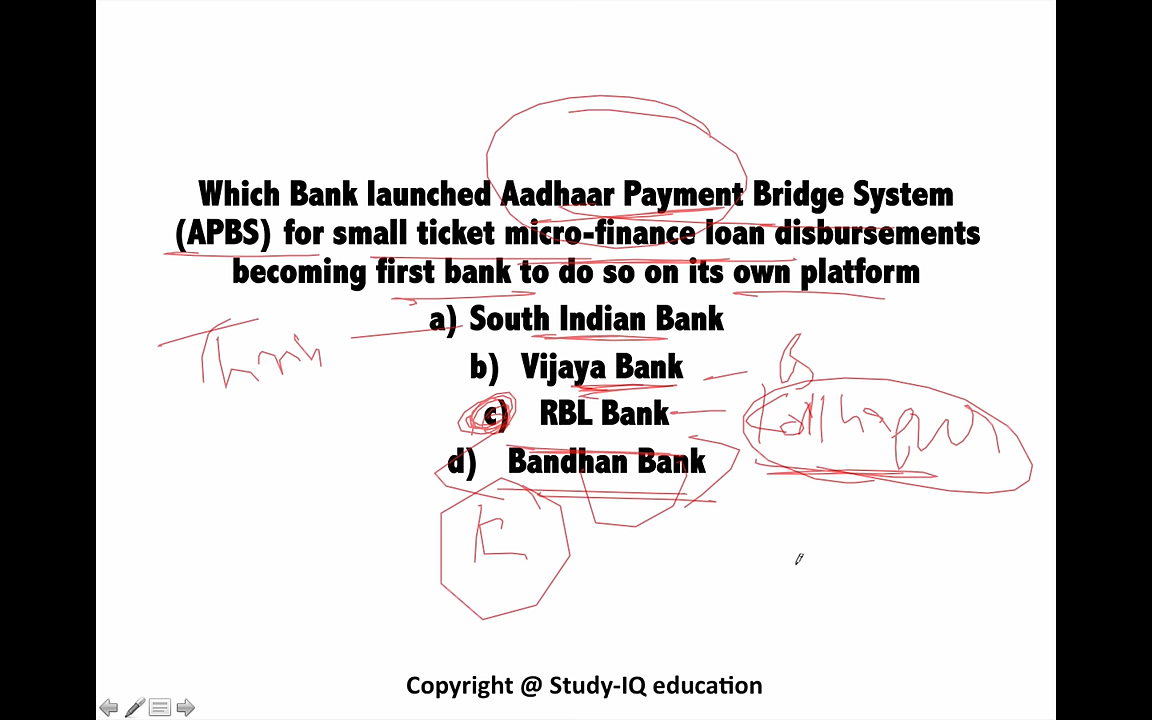 Which Bank launched Aadhaar Payment Bridge System
(APBS) for small ticket micro-finance loan disbursements
becoming first bank to do so on its own platform
a) South Indian Bank
b) Vijaya Bank
B
c) RBL Bank
d) Bandhan Bank
K
Copyright @ Study-IQ education